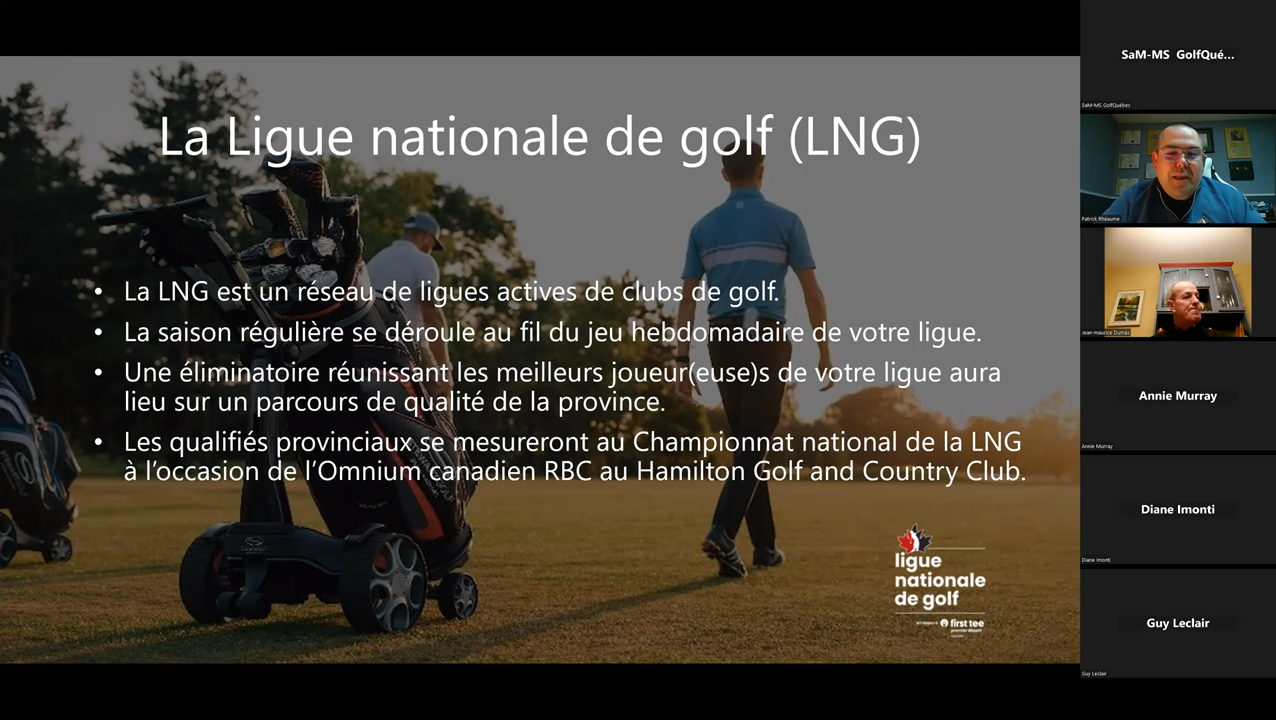 La Ligue nationale de golf (LNG)
• La LNG est un réseau de ligues actives de clubs de golf.
• La saison régulière se déroule au fil du jeu hebdomadaire de votre ligue.
• Une éliminatoire réunissant les meilleurs joueur(euse)s de votre ligue aura
lieu sur un parcours de qualité de la province.
• Les qualifiés provinciaux se mesureront au Championnat national de la LNG
à l'occasion de l'Omnium canadien RBC au Hamilton Golf and Country Club.
ligue
nationale
de golf
first tee
premier départ
SaM-MS GolfQué...
SaM-MS GolfQuébec
Patrick Rhéaume
Jean-maurice Dumas
Annie Murray
Annie Murray
Diane Imonti
Diane Imonti
Guy Leclair
Guy Leclair